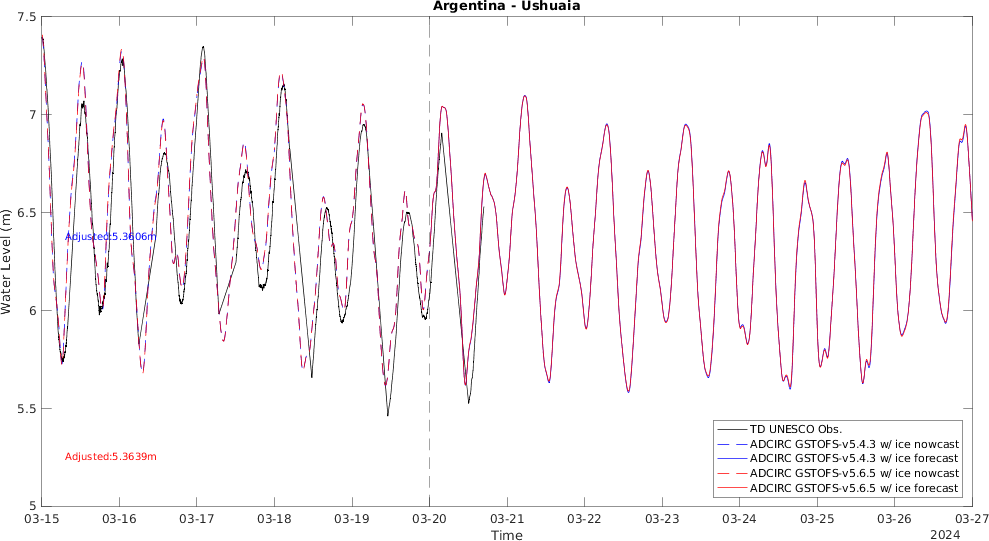 Argentina - Ushuaia
7.5
7
6.5
6
5.5
5
Water Level (m)
Adjusted:5.3606m
Adjusted:5.3639m
TD UNESCO Obs.
ADCIRC GSTOFS-v5.4.3 w/ ice nowcast
ADCIRC GSTOFS-v5.4.3 w/ ice forecast
ADCIRC GSTOFS-v5.6.5 w/ ice nowcast
ADCIRC GSTOFS-v5.6.5 w/ ice forecast
03-15 03-16 03-17 03-18 03-19 03-20 03-21 03-22 03-23 03-24 03-25 03-26 03-27
Time
2024